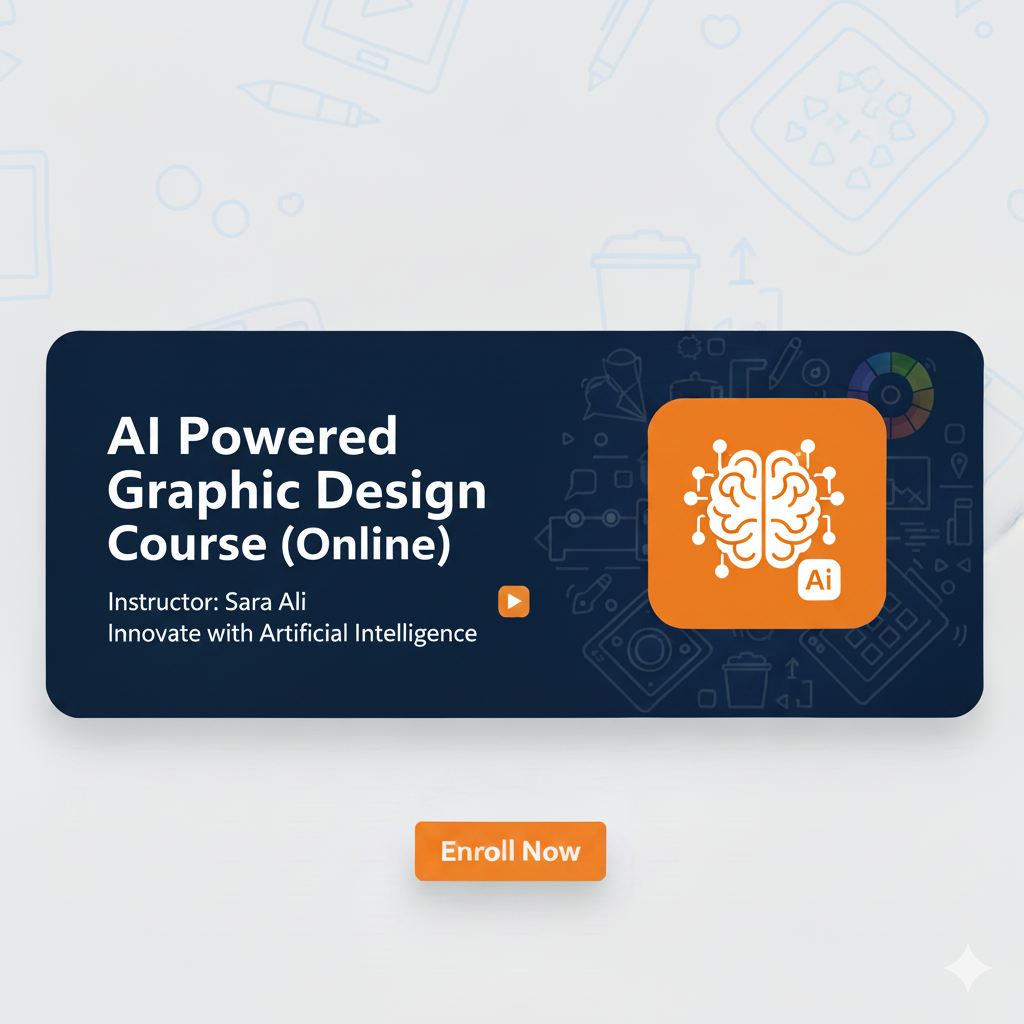 AI Powered
Graphic Design
Course (Online)
Instructor: Sara Ali
Innovate with Artificial Intelligence
Ai
Enroll Now